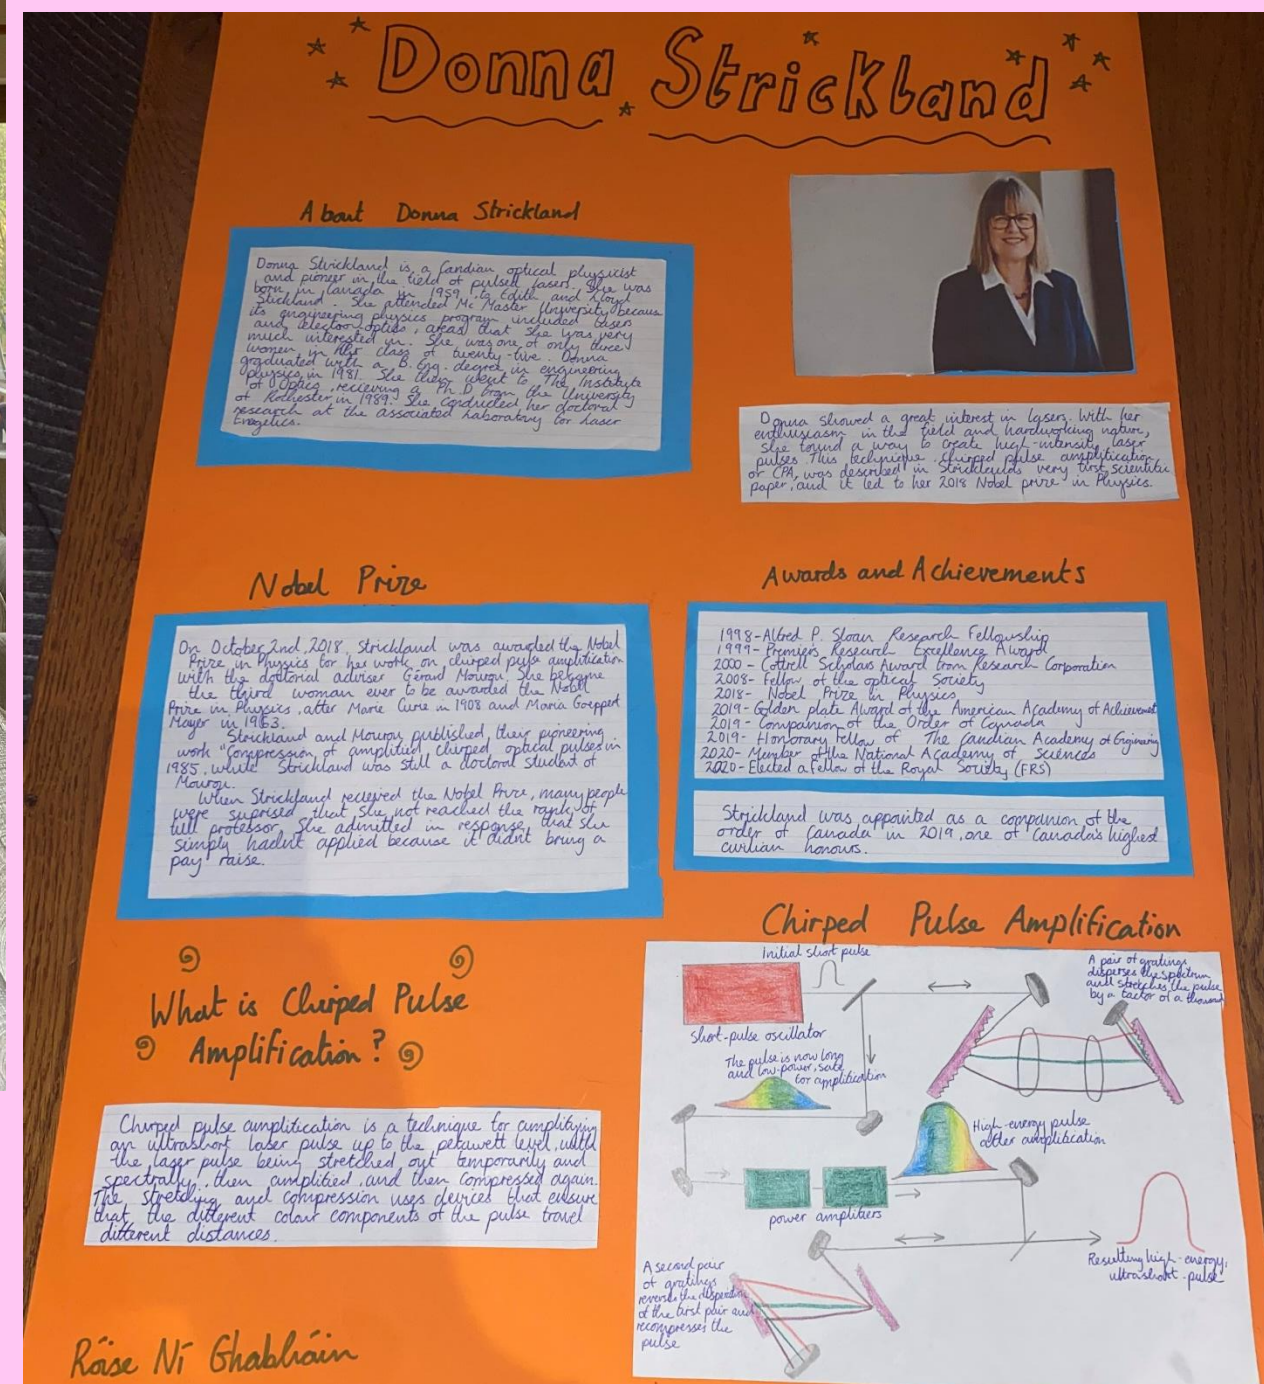 Donna Strickland
About Donna Strickland
Donna Strickland is a Candian optical physicist
and pioneer in the field of pulsed lasers. She was
born in Canada in 1959 to Edith and Lloyd
Stickland. She attended Mc Master University because
its engineering physics program included lasers
and electroin optics, areas that she was very
much interested in. She was one of only three
women in her class of twenty-five. Donna
graduated with a B. Eng. degree in engineering
physics in 1981. She then went to The Institute
of Optics, recieving a Ph.D from the University
of Rochester in 1989. She conducted her doctoral
research at the associated Laboratory for Laser
Enogetics.
Donna showed a great interest in lasers. With her
enthusiasm in the field and hardworking nature,
she found a way to create high-intensity laser
pulses. This technique, chirped pulse amplification
or CPA, was described in Strickland's very first scientific
paper, and it led to her 2018 Nobel prize in Physics.
Nobel Prize
On October 2nd, 2018, Strickland was awarded the Nobel
Prize in Physics for her work on chirped pulse amplification
with the doctorial adviser Gérard Mourou. She became
the third woman ever to be awarded the Nobel
Prize in Physics, after Marie Curie in 1908 and Maria Goeppert
Mayer in 1963.
Strickland and Mourou published their pioneering
work "Compression of amplified chirped optical pulses in
1985, while Strickland was still a doctoral student of
Mourou.
When Strickland recieved the Nobel Prize, many people
were suprised that she not reached the rank of
full professor. She admitted in response that she
simply hadn't applied because it didn't bring a
pay raise.
Awards and Achievements
1998-Alfred P. Sloan Research Fellowship
1999-Premiers Research Excellence Award
2000 - Cottrell Scholars Award from Research Corporation
2008- Fellow of the optical Society
2018- Nobel Prize in Physics
2019- Golden plate Award of the American Academy of Achievement
2019- Companion of the Order of Canada
2019- Honorary Fellow of The Candian Academy of Enginering
2020- Member of the National Academy of Sciences
2020-Elected a fellow of the Royal Society (FRS)
Strickland was appointed as a companion of the
order of Canada in 2019, one of Canada's highest
civilian honours.
What is Chirped Pulse
Amplification?
Chirped pulse amplification is a technique for amplifying
an ultrashort laser pulse up to the petawatt level, with
the laser pulse being stretched out temporarily and
spectrally, then amplified, and then compressed again.
The stretching and compression uses devices that ensure
that the different colour components of the pulse travel
different distances.
Chirped Pulse Amplification
Initial short pulse
short-pulse oscillator
A pair of gratings
disperses the spectrum
and stretches the pulse
by a factor of a thousand
The pulse is now long
and low-power, safe
for amplification
High-energy pulse
after amplification
power amplifiers
A second pair
of gratings
reverses the dispersion
of the first pair and
recompresses the
pulse
Resulting high-energy,
ultrashort-pulse
Róise Ní Ghabháin